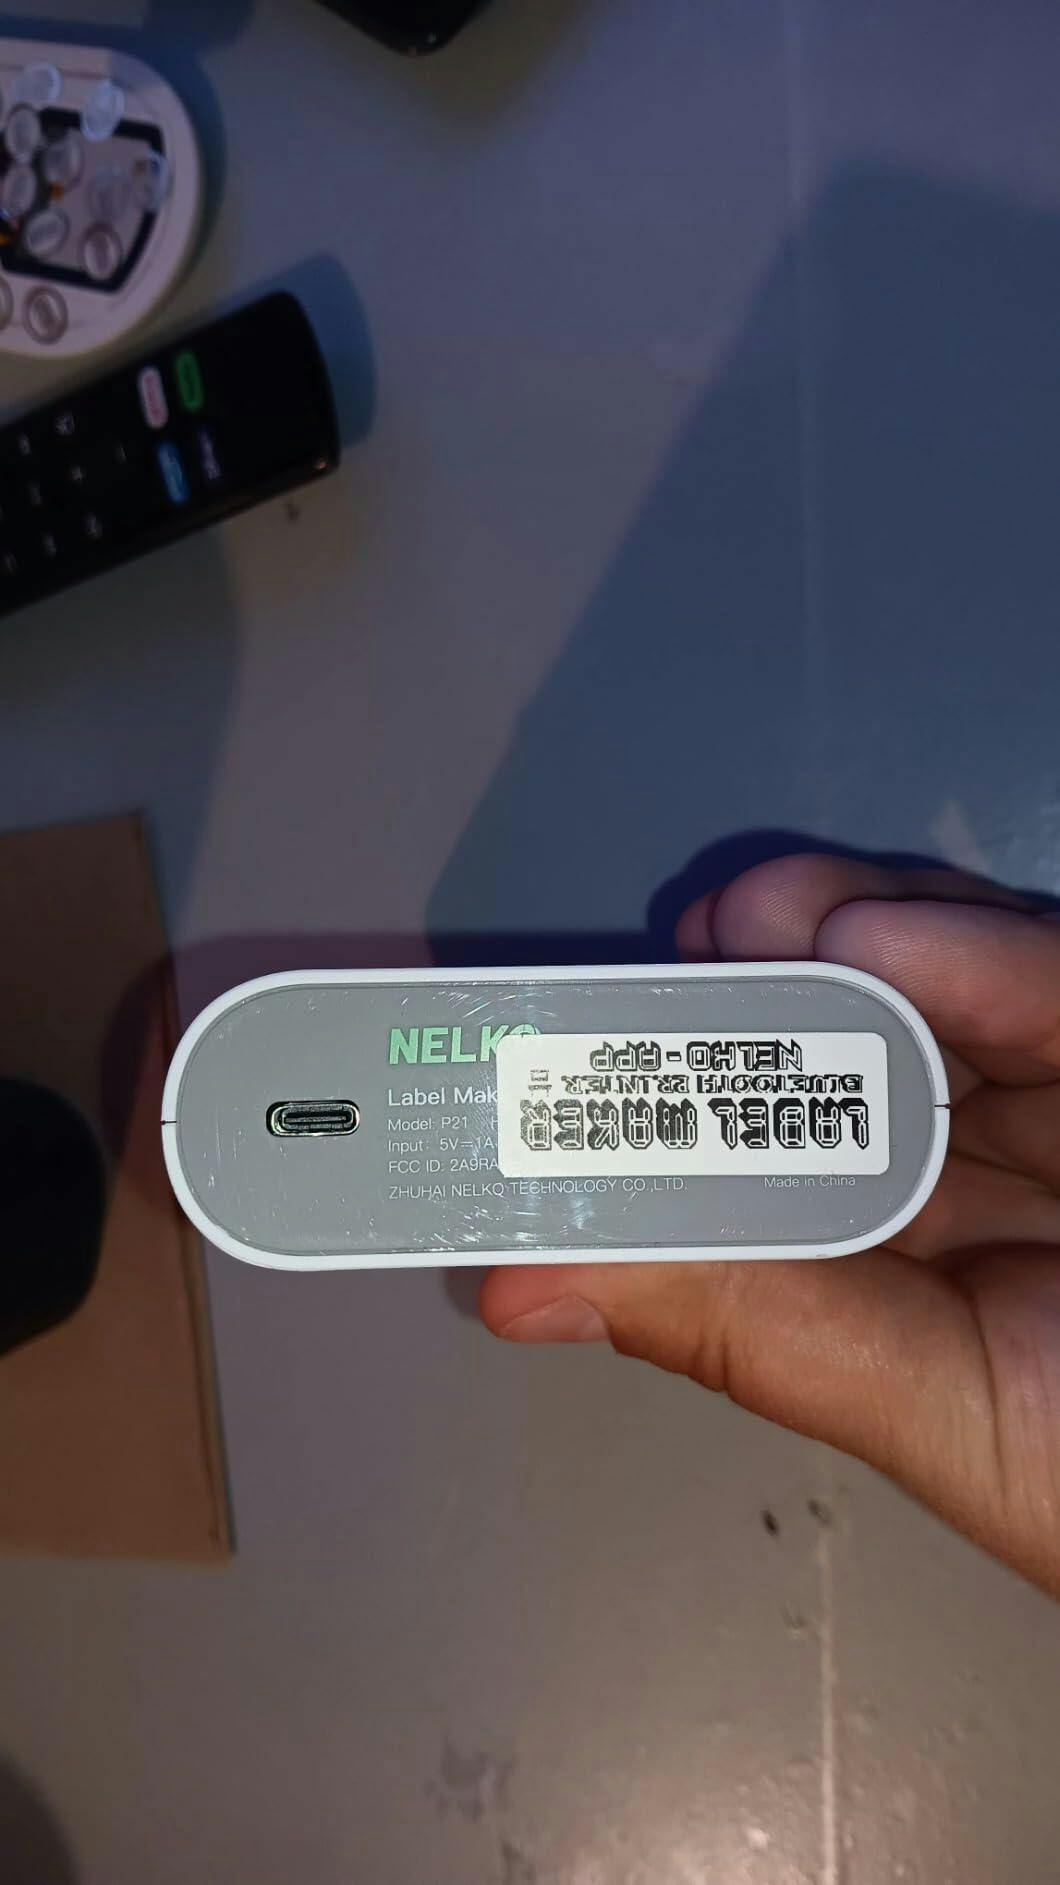 NELKO
Label Mak
Model: P21 H
Input: 5V⎓1A
FCC ID: 2A9RA
ZHUHAI NELKO TECHNOLOGY CO.,LTD.
Made in China
LABEL MAKER
BLUETOOTH PRINTER
NELKO - APP